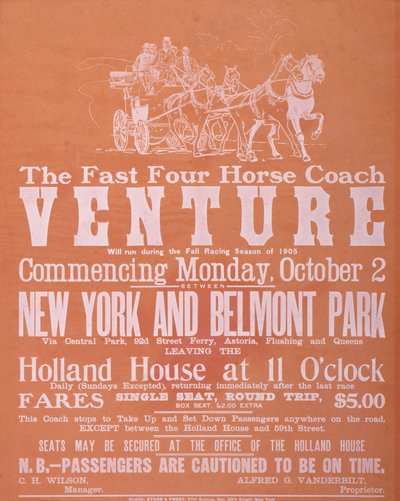 The Fast Four Horse Coach
VENTURE
Will run during the Fall Racing Season of 1905
Commencing Monday, October 2
BETWEEN
NEW YORK AND BELMONT PARK
Via Central Park, 92d Street Ferry, Astoria, Flushing and Queens
LEAVING THE
Holland House at 11 O'clock
Daily (Sundays Excepted), returning immediately after the last race
FARES SINGLE SEAT, ROUND TRIP, $5.00
BOX SEAT, $2.00 EXTRA
This Coach stops to Take Up and Set Down Passengers anywhere on the road,
EXCEPT between the Holland House and 59th Street.
SEATS MAY BE SECURED AT THE OFFICE OF THE HOLLAND HOUSE
N. B.—PASSENGERS ARE CAUTIONED TO BE ON TIME.
C. H. WILSON, ALFRED G. VANDERBILT,
Manager. Proprietor.